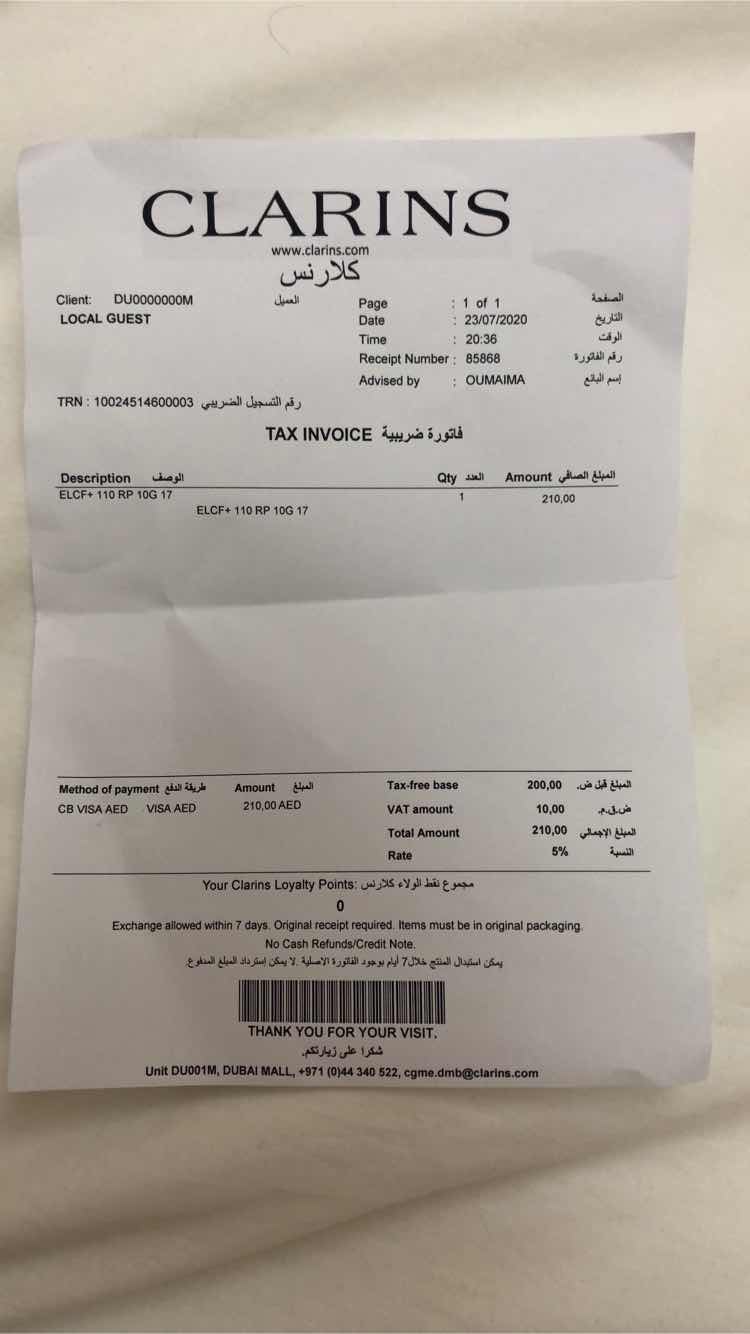 CLARINS
www.clarins.com
كلارنس
Client: DU0000000M العميل
LOCAL GUEST
Page : 1 of 1 الصفحة
Date : 23/07/2020 التاريخ
Time : 20:36 الوقت
Receipt Number : 85868 رقم الفاتورة
Advised by : OUMAIMA إسم البائع
TRN : 10024514600003 رقم التسجيل الضريبي
TAX INVOICE فاتورة ضريبية
Description الوصف Qty العدد Amount المبلغ الصافي
ELCF+ 110 RP 10G 17 1 210,00
ELCF+ 110 RP 10G 17
Method of payment طريقة الدفع Amount المبلغ
CB VISA AED VISA AED 210,00 AED
Tax-free base 200,00 المبلغ قبل ض.
VAT amount 10,00 ض.ق.م.
Total Amount 210,00 المبلغ الإجمالي
Rate 5% النسبة
Your Clarins Loyalty Points: مجموع نقط الولاء كلارنس
0
Exchange allowed within 7 days. Original receipt required. Items must be in original packaging.
No Cash Refunds/Credit Note.
يمكن استبدال المنتج خلال7 أيام بوجود الفاتورة الاصلية .لا يمكن إسترداد المبلغ المدفوع.
THANK YOU FOR YOUR VISIT.
شكرا على زيارتكم.
Unit DU001M, DUBAI MALL, +971 (0)44 340 522, cgme.dmb@clarins.com